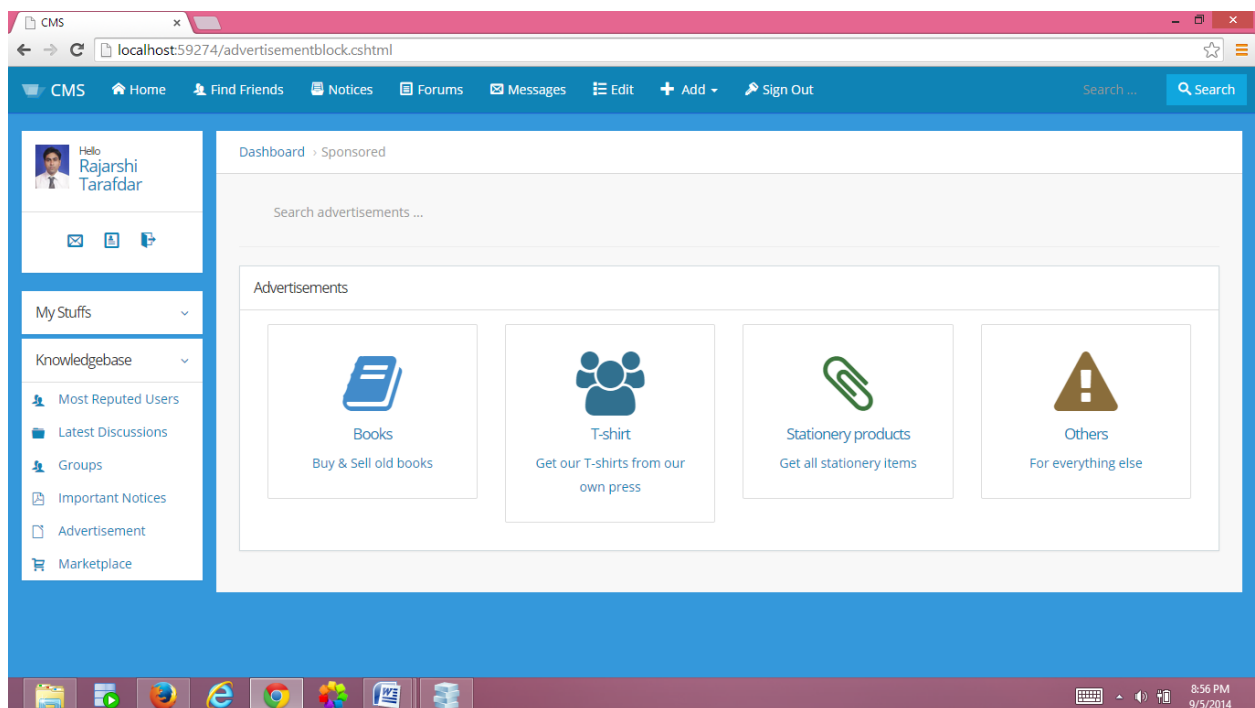 CMS
localhost:59274/advertisementblock.cshtml
CMS Home Find Friends Notices Forums Messages Edit Add Sign Out Search ... Search
Hello
Rajarshi
Tarafdar
Dashboard › Sponsored
Search advertisements ...
My Stuffs
Knowledgebase
Most Reputed Users
Latest Discussions
Groups
Important Notices
Advertisement
Marketplace
Advertisements
Books
Buy & Sell old books
T-shirt
Get our T-shirts from our
own press
Stationery products
Get all stationery items
Others
For everything else
8:56 PM
9/5/2014